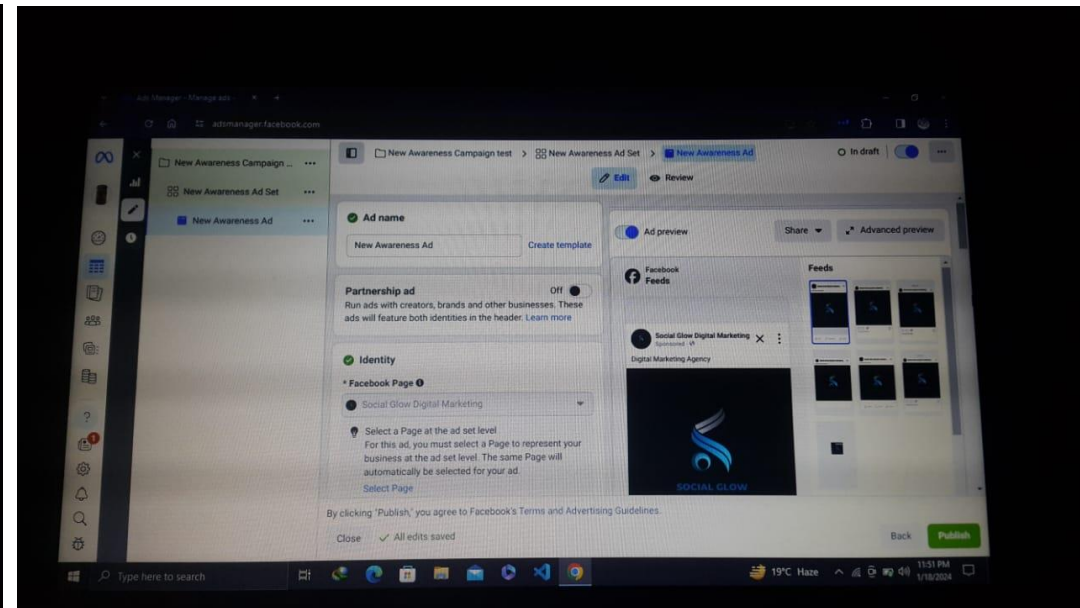 Ads Manager - Manage ads -
adsmanager.facebook.com
New Awareness Campaign ...
New Awareness Ad Set
New Awareness Ad
New Awareness Campaign test > New Awareness Ad Set > New Awareness Ad
In draft
Edit
Review
Ad name
New Awareness Ad
Create template
Partnership ad
Off
Run ads with creators, brands and other businesses. These
ads will feature both identities in the header. Learn more
Identity
* Facebook Page
Social Glow Digital Marketing
Select a Page at the ad set level
For this ad, you must select a Page to represent your
business at the ad set level. The same Page will
automatically be selected for your ad.
Select Page
Ad preview
Share
Advanced preview
Facebook
Feeds
Social Glow Digital Marketing
Sponsored
Digital Marketing Agency
SOCIAL GLOW
Feeds
By clicking 'Publish,' you agree to Facebook's Terms and Advertising Guidelines.
Close
All edits saved
Back
Publish
Type here to search
19°C Haze
11:51 PM
1/18/2024